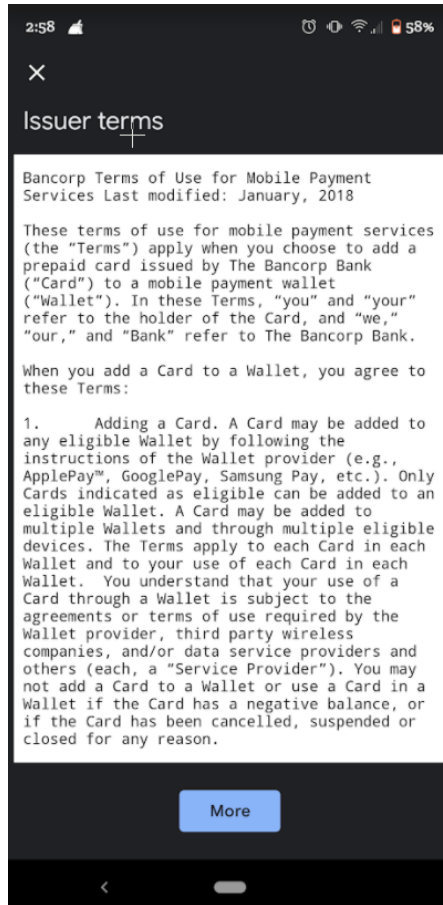 2:58
58%
Issuer terms
Bancorp Terms of Use for Mobile Payment
Services Last modified: January, 2018
These terms of use for mobile payment services
(the “Terms”) apply when you choose to add a
prepaid card issued by The Bancorp Bank
(“Card”) to a mobile payment wallet
(“Wallet”). In these Terms, “you” and “your”
refer to the holder of the Card, and “we,“
“our,” and “Bank” refer to The Bancorp Bank.
When you add a Card to a Wallet, you agree to
these Terms:
1. Adding a Card. A Card may be added to
any eligible Wallet by following the
instructions of the Wallet provider (e.g.,
ApplePay™, GooglePay, Samsung Pay, etc.). Only
Cards indicated as eligible can be added to an
eligible Wallet. A Card may be added to
multiple Wallets and through multiple eligible
devices. The Terms apply to each Card in each
Wallet and to your use of each Card in each
Wallet.  You understand that your use of a
Card through a Wallet is subject to the
agreements or terms of use required by the
Wallet provider, third party wireless
companies, and/or data service providers and
others (each, a “Service Provider”). You may
not add a Card to a Wallet or use a Card in a
Wallet if the Card has a negative balance, or
if the Card has been cancelled, suspended or
closed for any reason.
More